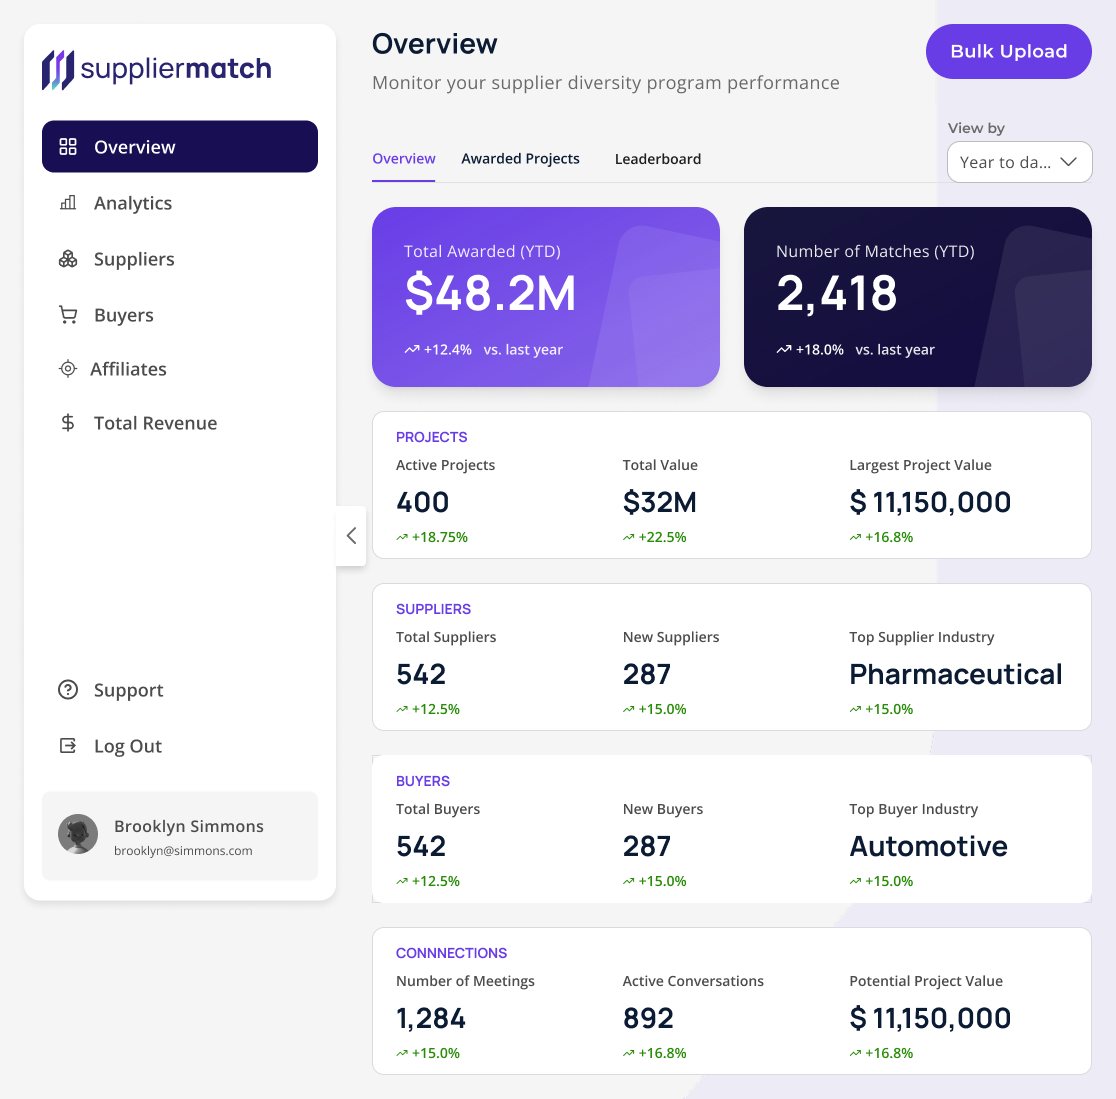 suppliermatch
Overview
Analytics
Suppliers
Buyers
Affiliates
Total Revenue
Support
Log Out
Brooklyn Simmons
brooklyn@simmons.com
Overview
Monitor your supplier diversity program performance
Bulk Upload
View by
Year to da...
Overview Awarded Projects Leaderboard
Total Awarded (YTD)
$48.2M
+12.4% vs. last year
Number of Matches (YTD)
2,418
+18.0% vs. last year
PROJECTS
Active Projects Total Value Largest Project Value
400 $32M $ 11,150,000
+18.75% +22.5% +16.8%
SUPPLIERS
Total Suppliers New Suppliers Top Supplier Industry
542 287 Pharmaceutical
+12.5% +15.0% +15.0%
BUYERS
Total Buyers New Buyers Top Buyer Industry
542 287 Automotive
+12.5% +15.0% +15.0%
CONNNECTIONS
Number of Meetings Active Conversations Potential Project Value
1,284 892 $ 11,150,000
+15.0% +16.8% +16.8%